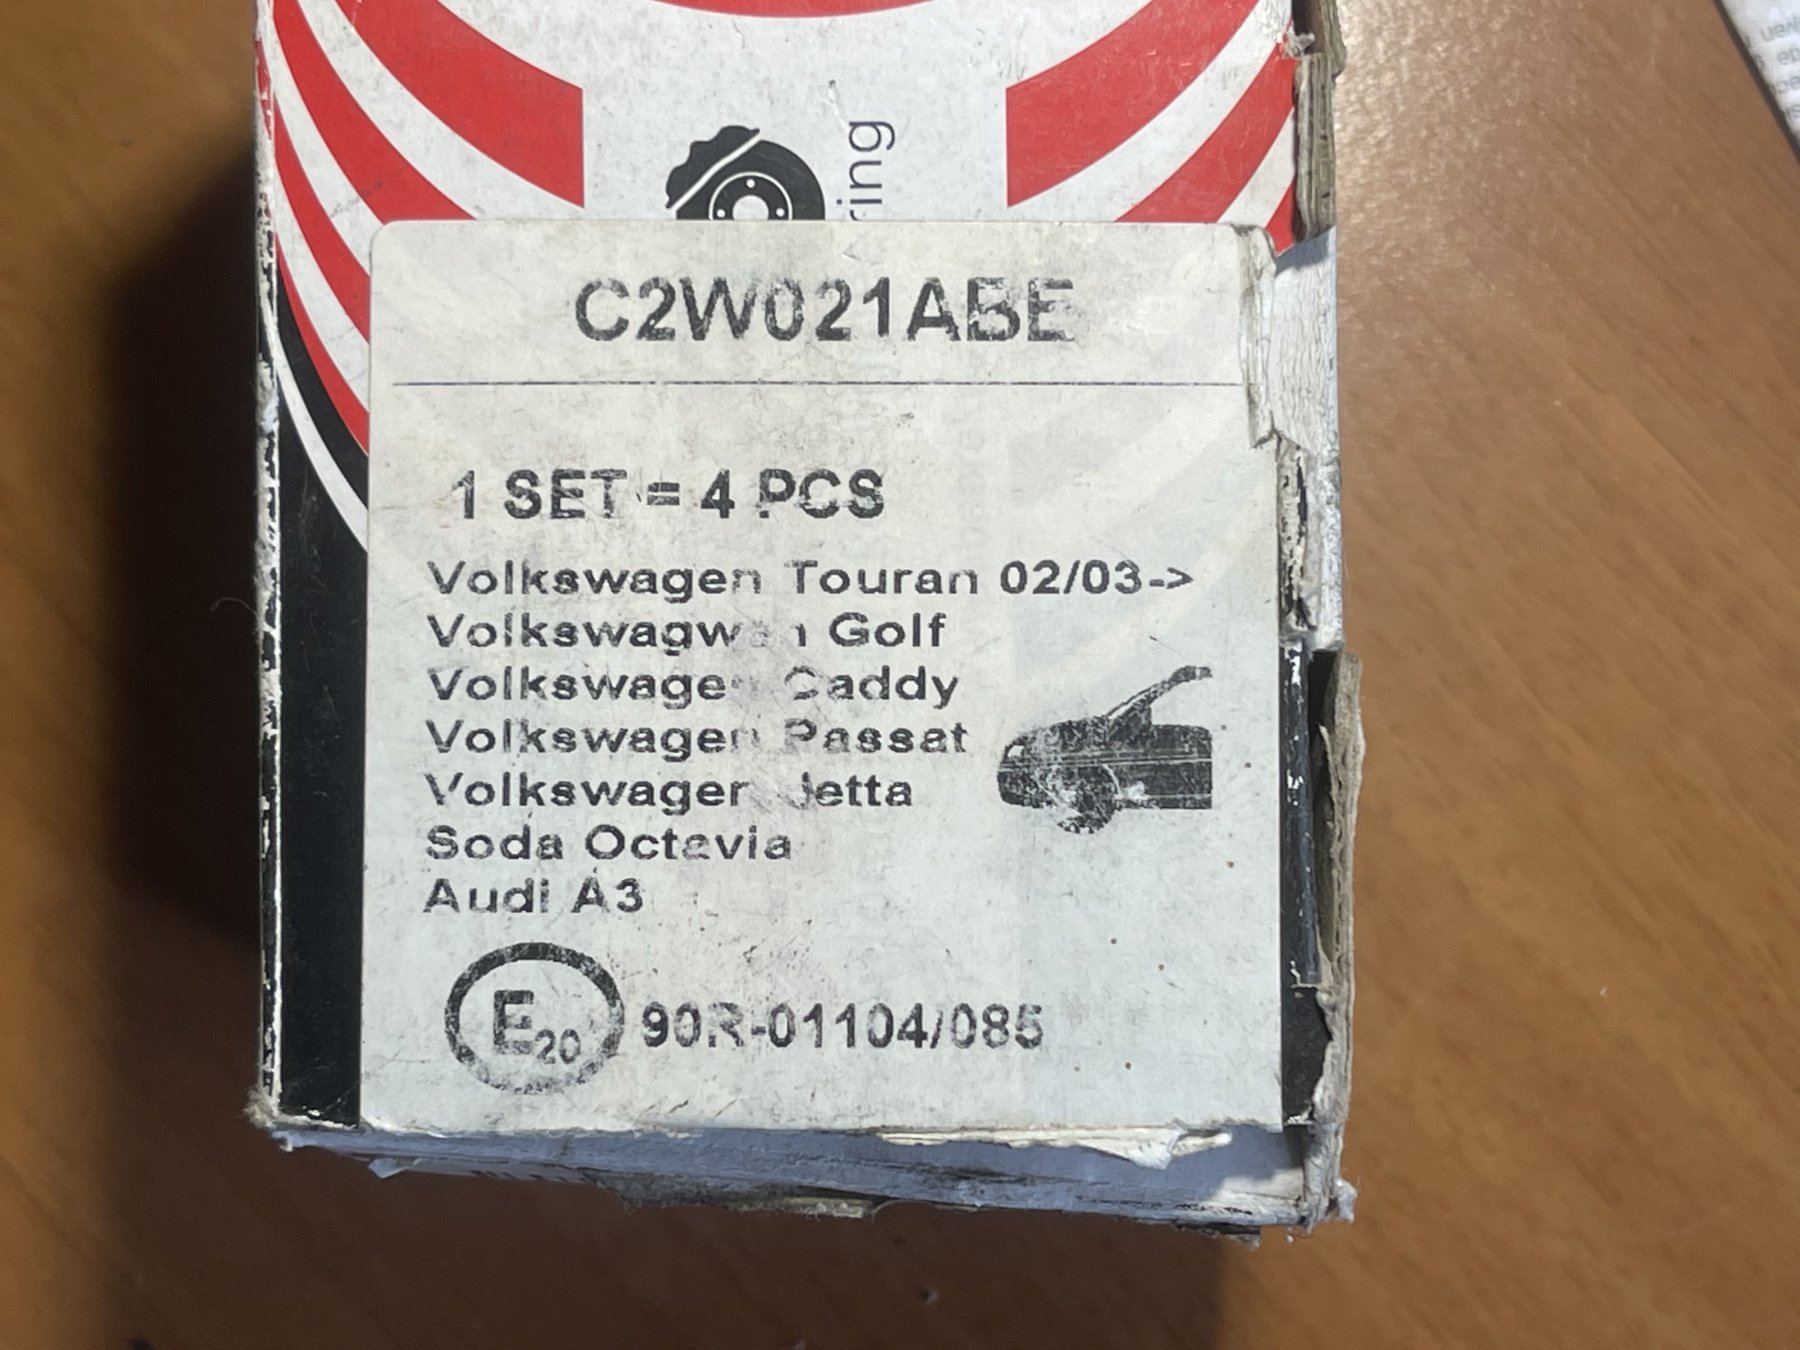 ring
C2W021ABE
1 SET = 4 PCS
Volkswagen Touran 02/03->
Volkswagwen Golf
Volkswagen Caddy
Volkswagen Passat
Volkswagen Jetta
Soda Octavia
Audi A3
E20 90R-01104/085